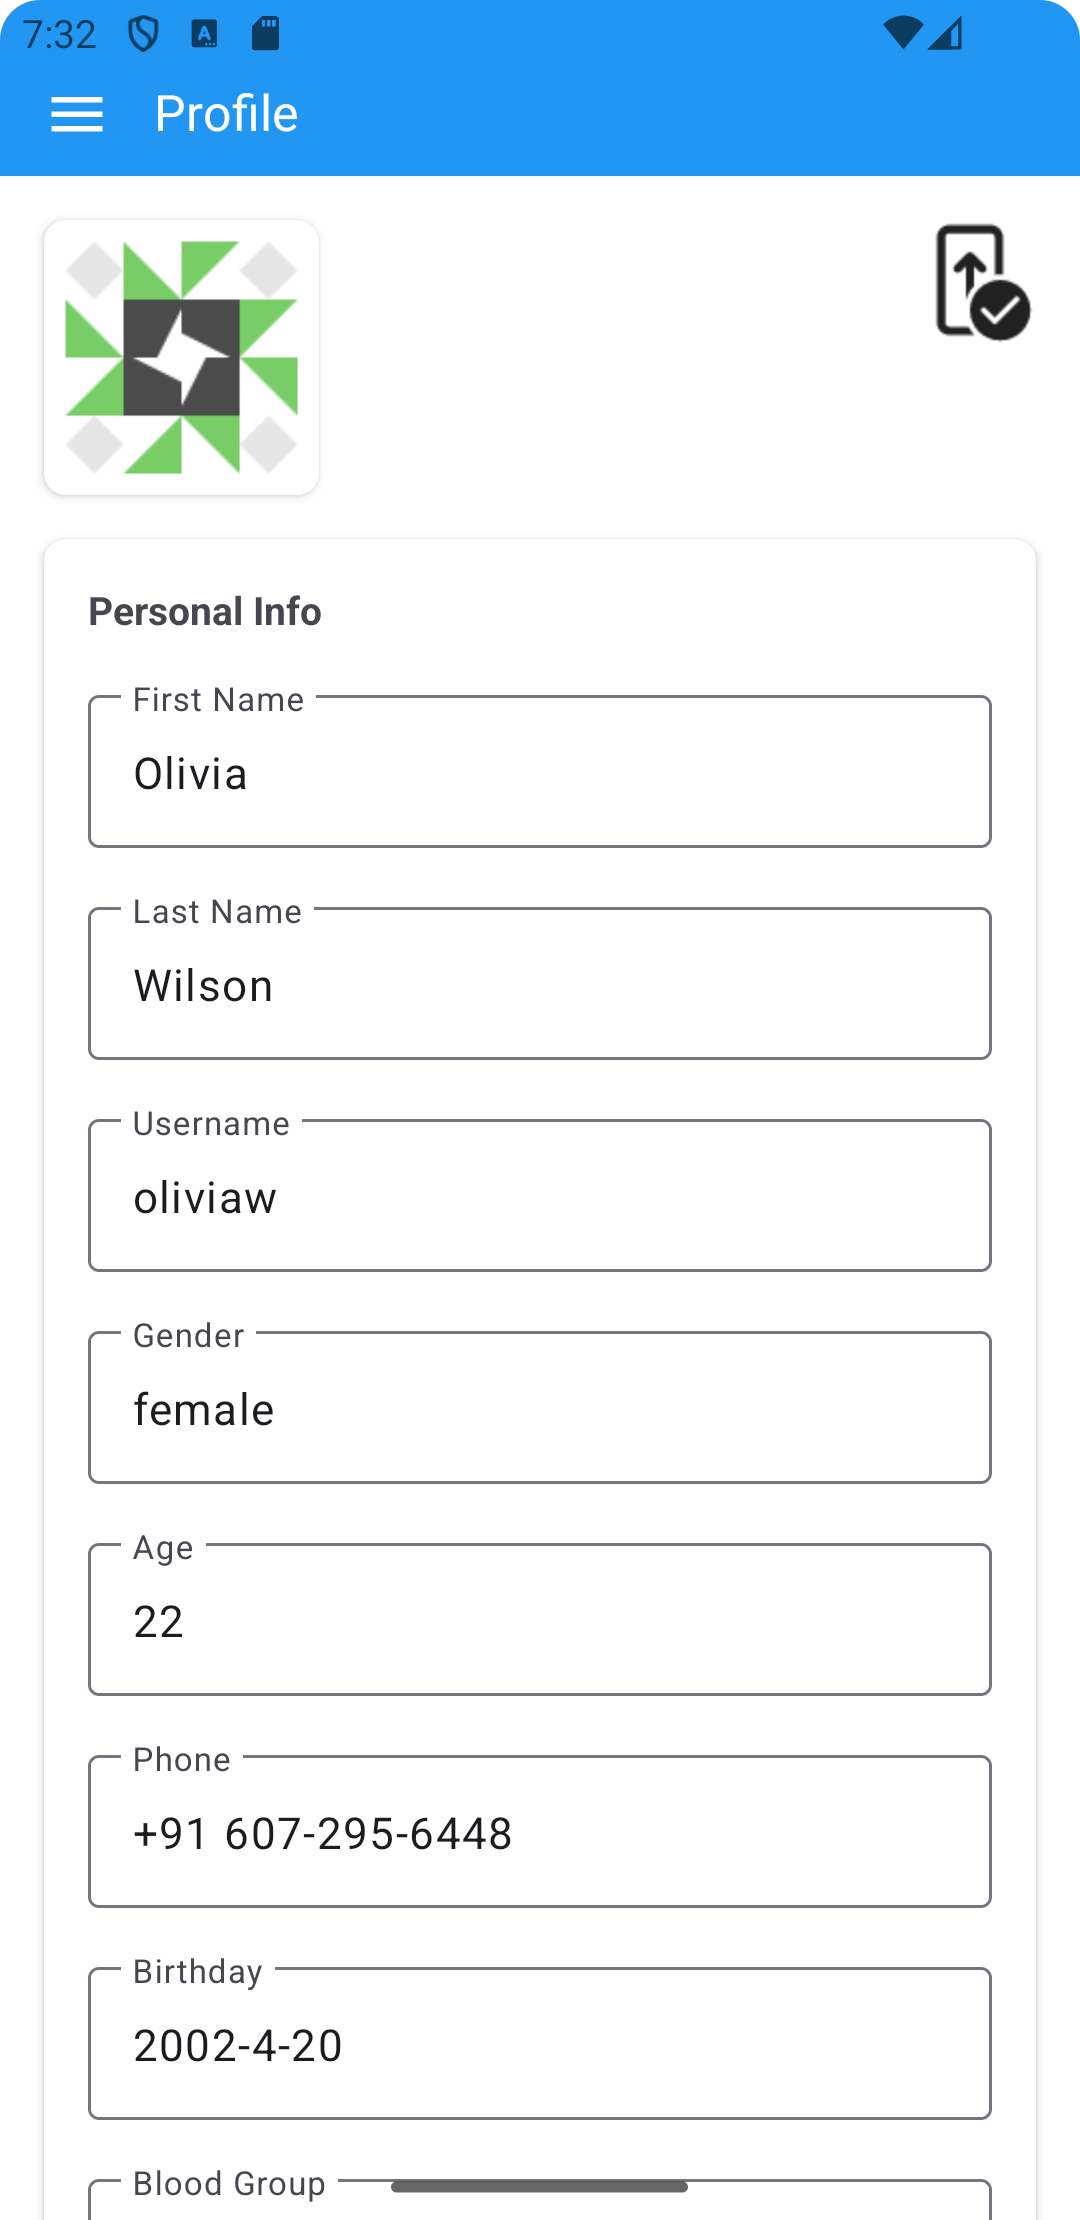 7:32
Profile
Personal Info
First Name
Olivia
Last Name
Wilson
Username
oliviaw
Gender
female
Age
22
Phone
+91 607-295-6448
Birthday
2002-4-20
Blood Group